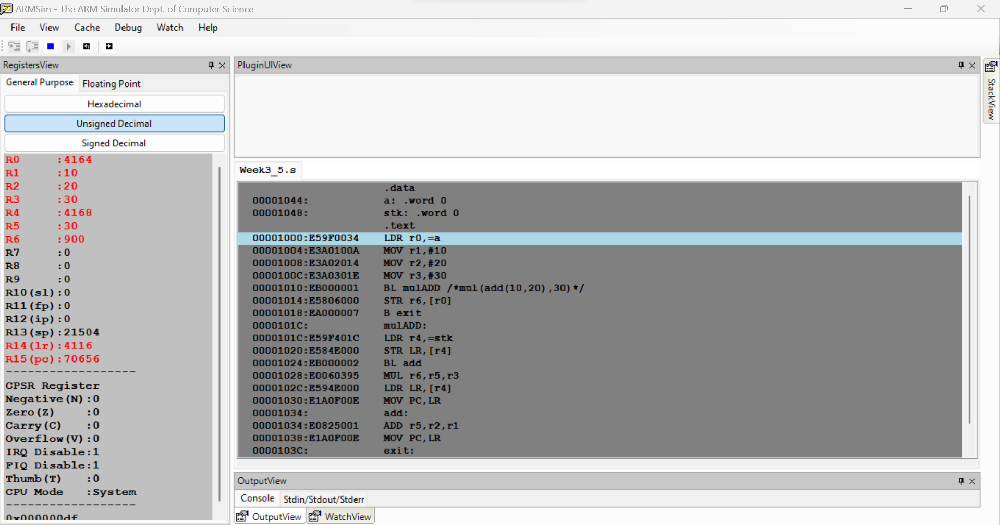 ARMSim - The ARM Simulator Dept. of Computer Science
File View Cache Debug Watch Help
RegistersView
General Purpose Floating Point
Hexadecimal
Unsigned Decimal
Signed Decimal
R0 :4164
R1 :10
R2 :20
R3 :30
R4 :4168
R5 :30
R6 :900
R7 :0
R8 :0
R9 :0
R10(sl):0
R11(fp):0
R12(ip):0
R13(sp):21504
R14(lr):4116
R15(pc):70656
-------------------
CPSR Register
Negative(N):0
Zero(Z) :0
Carry(C) :0
Overflow(V):0
IRQ Disable:1
FIQ Disable:1
Thumb(T) :0
CPU Mode :System
-------------------
0x000000df
PluginUIView
Week3_5.s
.data
00001044: a: .word 0
00001048: stk: .word 0
.text
00001000:E59F0034 LDR r0,=a
00001004:E3A0100A MOV r1,#10
00001008:E3A02014 MOV r2,#20
0000100C:E3A0301E MOV r3,#30
00001010:EB000001 BL mulADD /*mul(add(10,20),30)*/
00001014:E5806000 STR r6,[r0]
00001018:EA000007 B exit
0000101C: mulADD:
0000101C:E59F401C LDR r4,=stk
00001020:E584E000 STR LR,[r4]
00001024:EB000002 BL add
00001028:E0060395 MUL r6,r5,r3
0000102C:E594E000 LDR LR,[r4]
00001030:E1A0F00E MOV PC,LR
00001034: add:
00001034:E0825001 ADD r5,r2,r1
00001038:E1A0F00E MOV PC,LR
0000103C: exit:
OutputView
Console Stdin/Stdout/Stderr
OutputView WatchView
StackView